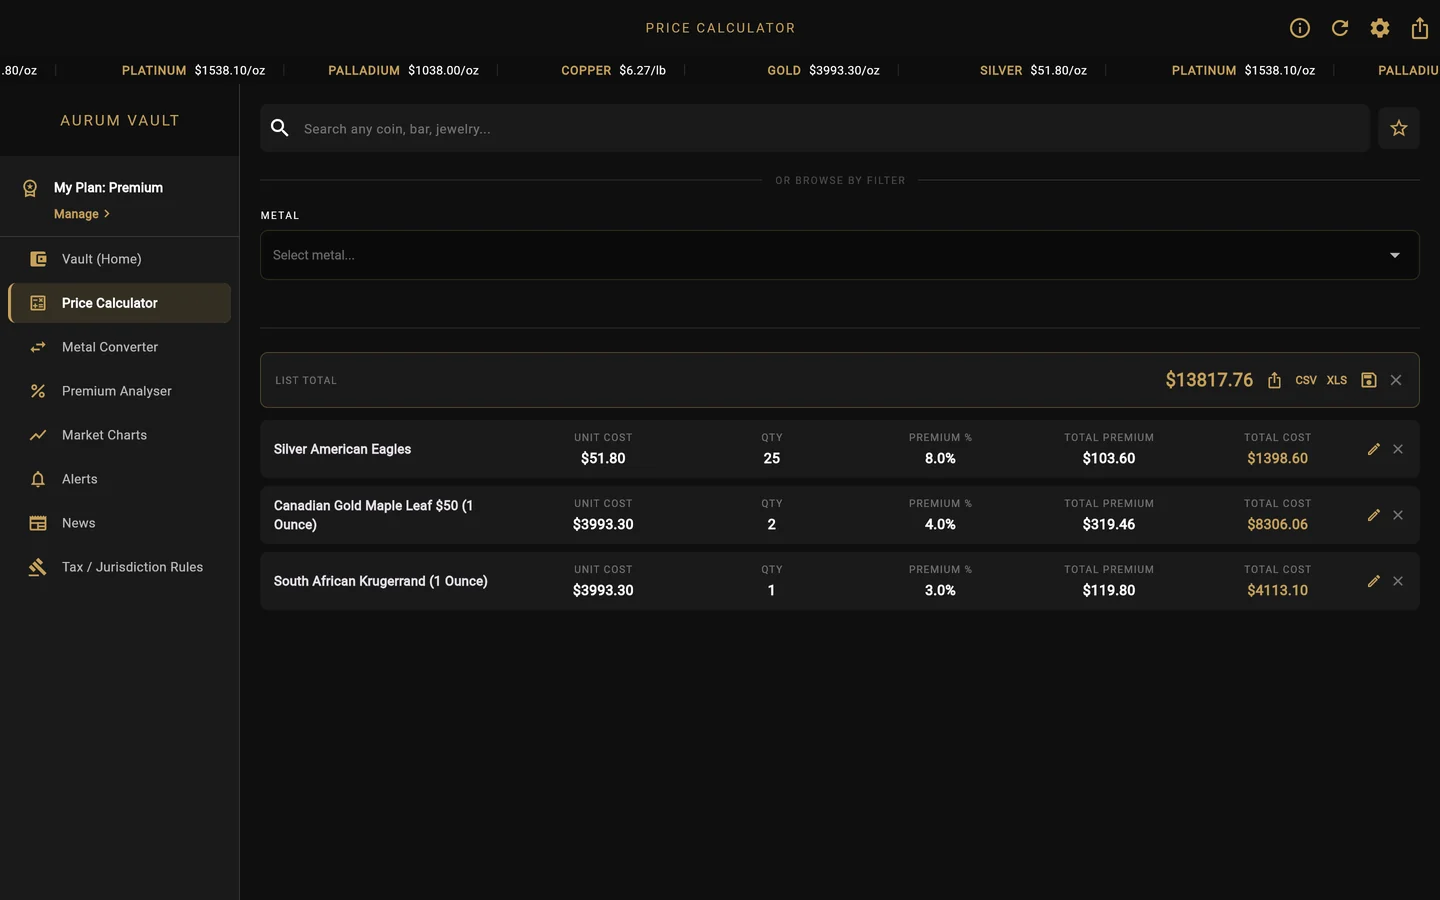 PRICE CALCULATOR
.80/oz PLATINUM $1538.10/oz PALLADIUM $1038.00/oz COPPER $6.27/lb GOLD $3993.30/oz SILVER $51.80/oz PLATINUM $1538.10/oz PALLADIU
AURUM VAULT
My Plan: Premium
Manage
Vault (Home)
Price Calculator
Metal Converter
Premium Analyser
Market Charts
Alerts
News
Tax / Jurisdiction Rules
Search any coin, bar, jewelry...
OR BROWSE BY FILTER
METAL
Select metal...
LIST TOTAL $13817.76 CSV XLS
UNIT COST QTY PREMIUM % TOTAL PREMIUM TOTAL COST
Silver American Eagles $51.80 25 8.0% $103.60 $1398.60
UNIT COST QTY PREMIUM % TOTAL PREMIUM TOTAL COST
Canadian Gold Maple Leaf $50 (1
Ounce) $3993.30 2 4.0% $319.46 $8306.06
UNIT COST QTY PREMIUM % TOTAL PREMIUM TOTAL COST
South African Krugerrand (1 Ounce) $3993.30 1 3.0% $119.80 $4113.10